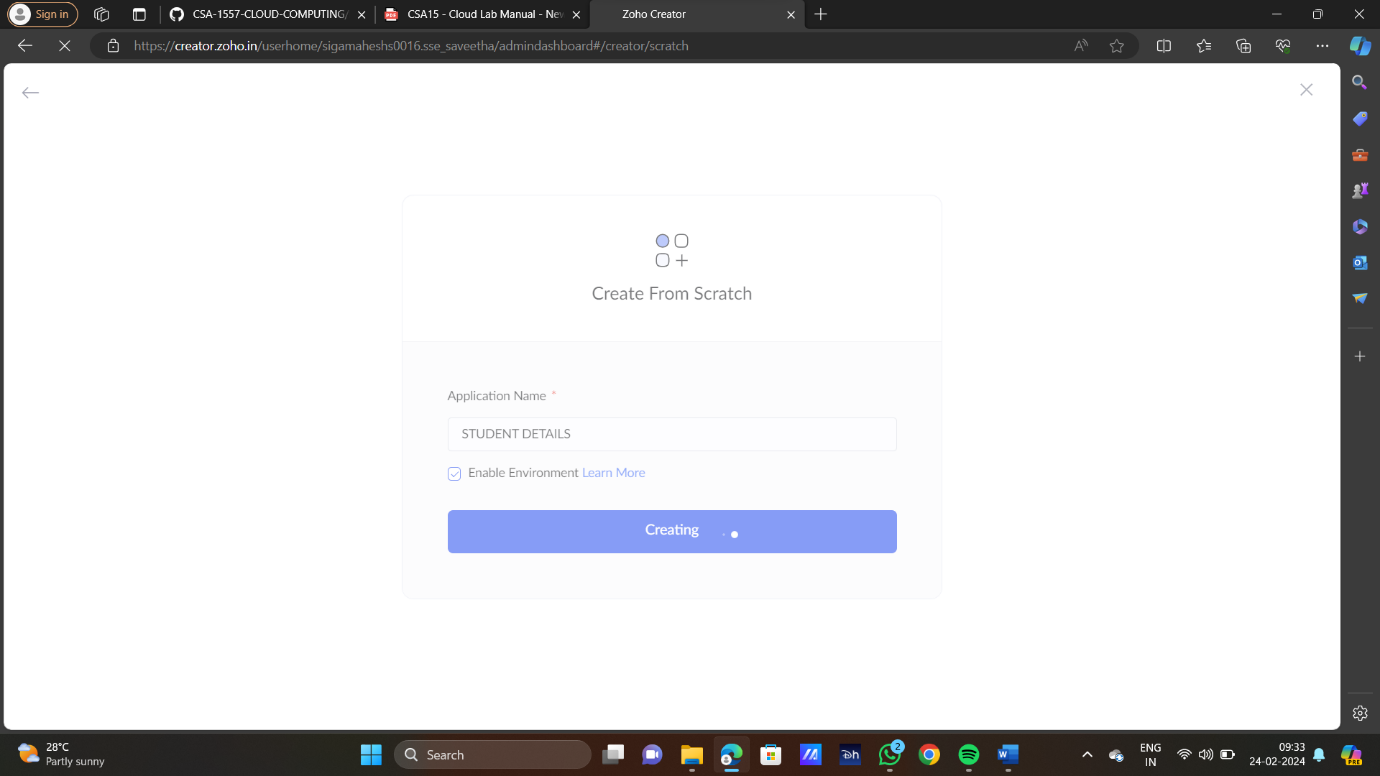 Sign in
CSA-1557-CLOUD-COMPUTING/
CSA15 - Cloud Lab Manual - New
Zoho Creator
https://creator.zoho.in/userhome/sigamaheshs0016.sse_saveetha/admindashboard#/creator/scratch
Create From Scratch
Application Name *
STUDENT DETAILS
Enable Environment Learn More
Creating
28°C
Partly sunny
Search
2
ENG
IN
09:33
24-02-2024